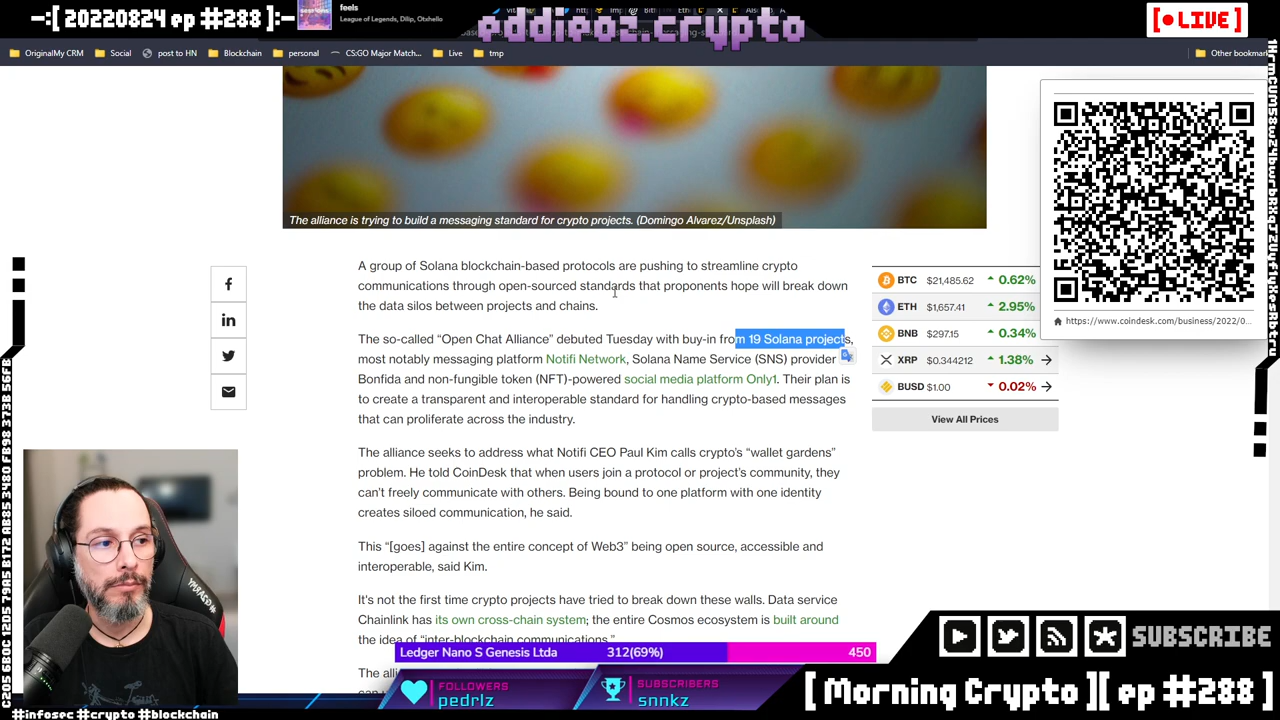 -:[ 20220824 ep #288 ]:-
feels
League of Legends, Dilip, Otxhello
eddieoz.crypto
[ LIVE ]
OriginalMy CRM
Social
post to HN
Blockchain
personal
CS:GO Major Match...
Live
tmp
Other bookmar
The alliance is trying to build a messaging standard for crypto projects. (Domingo Alvarez/Unsplash)
A group of Solana blockchain-based protocols are pushing to streamline crypto
communications through open-sourced standards that proponents hope will break down
the data silos between projects and chains.
The so-called “Open Chat Alliance” debuted Tuesday with buy-in from 19 Solana projects,
most notably messaging platform Notifi Network, Solana Name Service (SNS) provider
Bonfida and non-fungible token (NFT)-powered social media platform Only1. Their plan is
to create a transparent and interoperable standard for handling crypto-based messages
that can proliferate across the industry.
The alliance seeks to address what Notifi CEO Paul Kim calls crypto’s “wallet gardens”
problem. He told CoinDesk that when users join a protocol or project’s community, they
can’t freely communicate with others. Being bound to one platform with one identity
creates siloed communication, he said.
This “[goes] against the entire concept of Web3” being open source, accessible and
interoperable, said Kim.
It's not the first time crypto projects have tried to break down these walls. Data service
Chainlink has its own cross-chain system; the entire Cosmos ecosystem is built around
the idea of “inter-blockchain communications.”
The alli
https://www.coindesk.com/business/2022/0...
BTC $21,485.62 0.62%
ETH $1,657.41 2.95%
BNB $297.15 0.34%
XRP $0.344212 1.38%
BUSD $1.00 0.02%
View All Prices
Ledger Nano S Genesis Ltda 312(69%) 450
FOLLOWERS
pedrlz
SUBSCRIBERS
snnkz
SUBSCRIBE
[ Morning Crypto ][ ep #288 ]
#infosec #crypto #blockchain